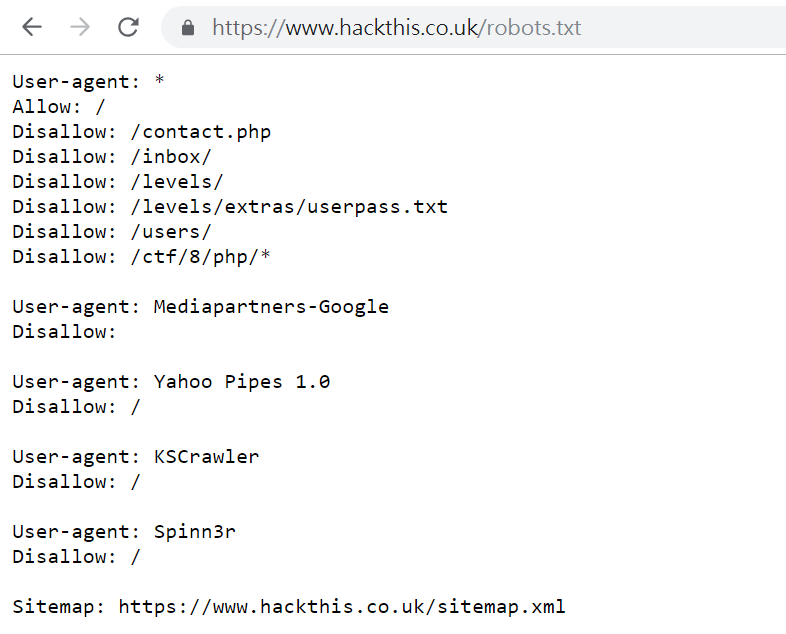 https://www.hackthis.co.uk/robots.txt
User-agent: *
Allow: /
Disallow: /contact.php
Disallow: /inbox/
Disallow: /levels/
Disallow: /levels/extras/userpass.txt
Disallow: /users/
Disallow: /ctf/8/php/*
User-agent: Mediapartners-Google
Disallow:
User-agent: Yahoo Pipes 1.0
Disallow: /
User-agent: KSCrawler
Disallow: /
User-agent: Spinn3r
Disallow: /
Sitemap: https://www.hackthis.co.uk/sitemap.xml